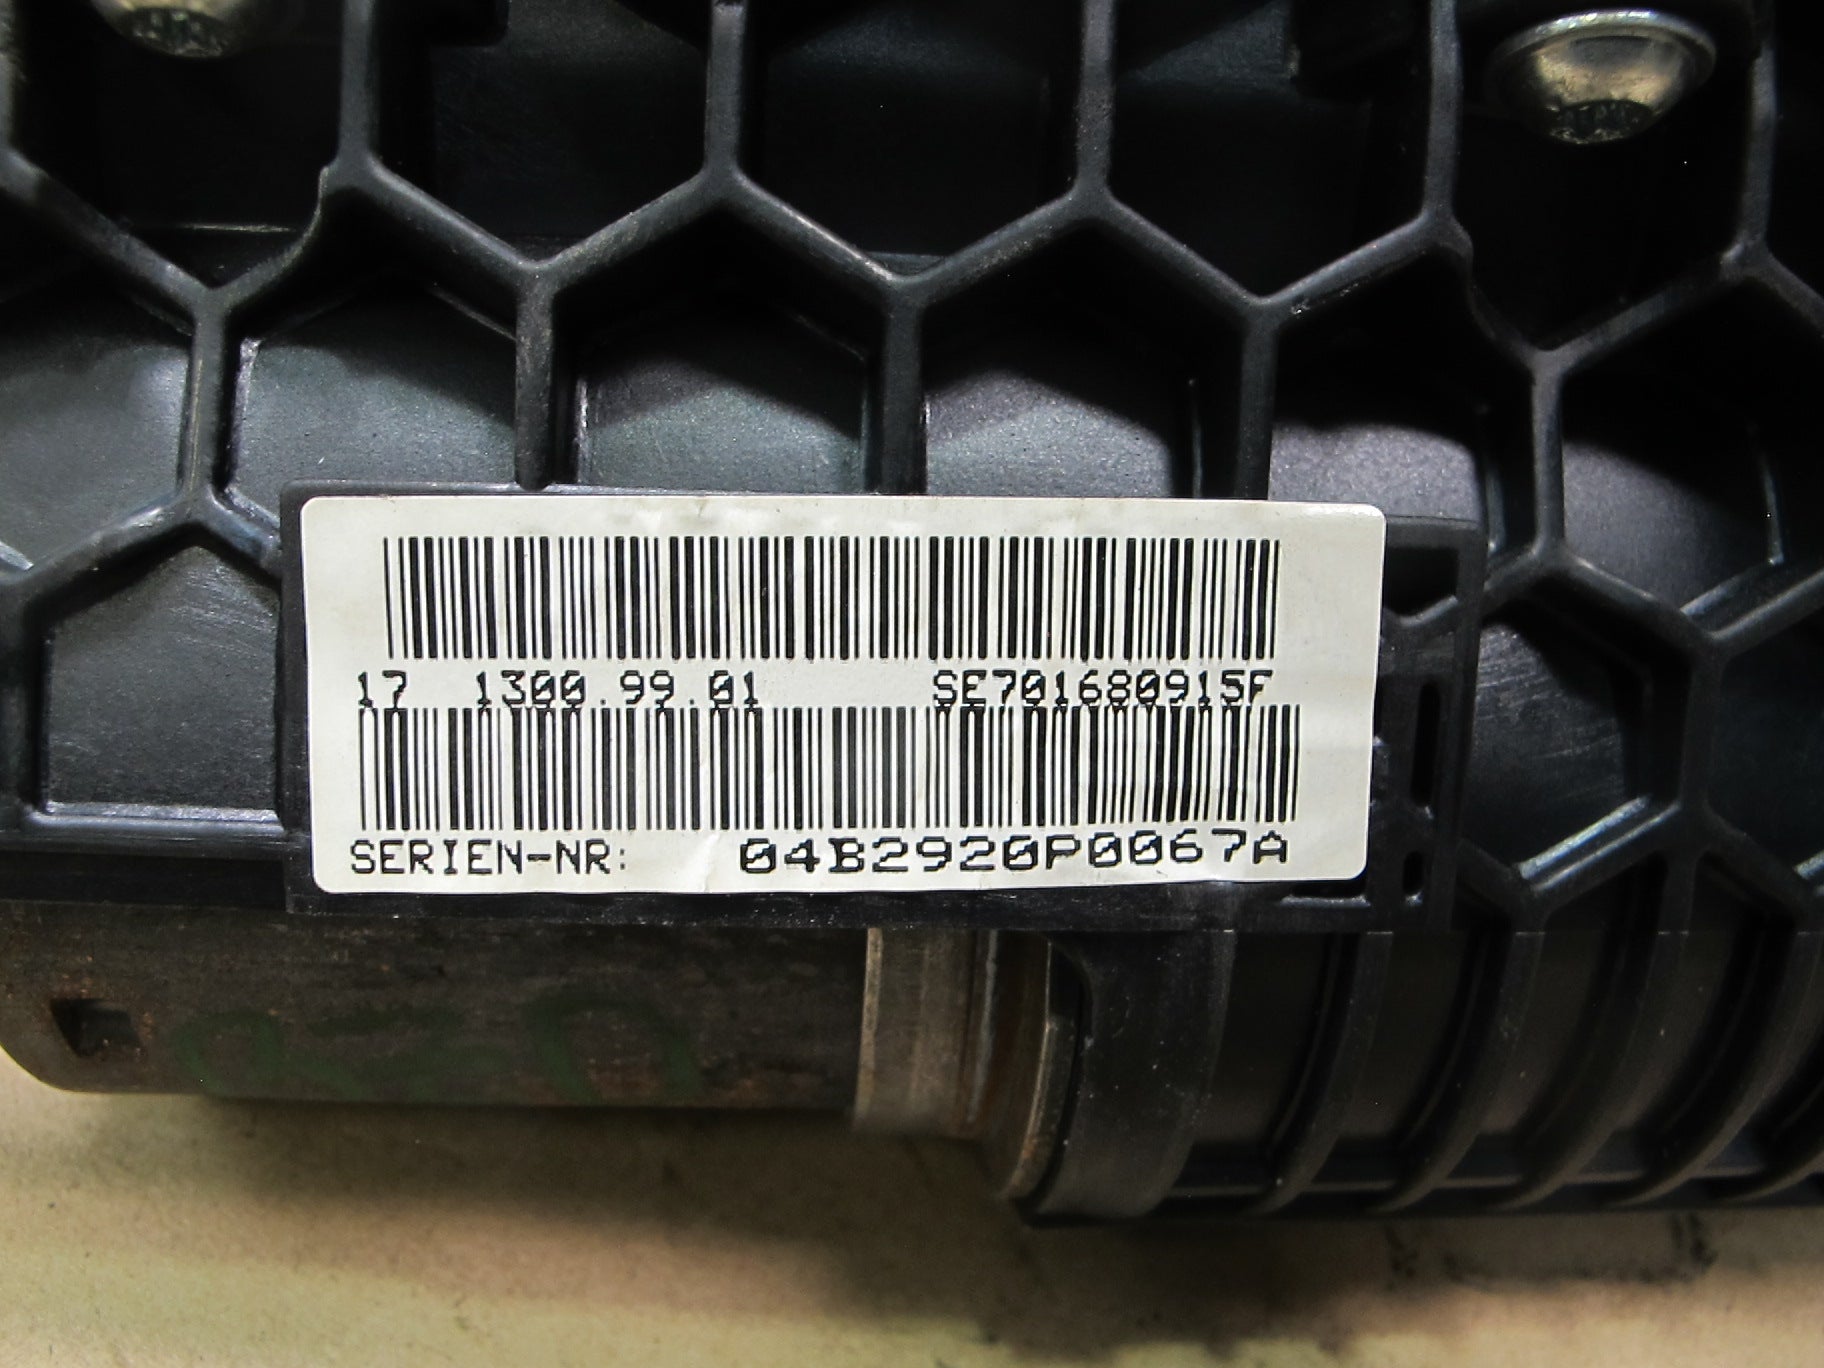 17 1300.99.01 SE701680915F
SERIEN-NR: 04B2920P0067A